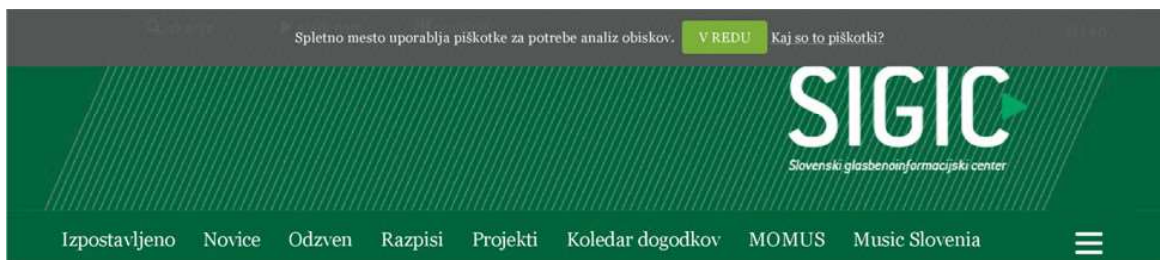 Spletno mesto uporablja piškotke za potrebe analiz obiskov. V REDU Kaj so to piškotki?
SIGIC
Slovenski glasbenoinformacijski center
Izpostavljeno Novice Odzven Razpisi Projekti Koledar dogodkov MOMUS Music Slovenia